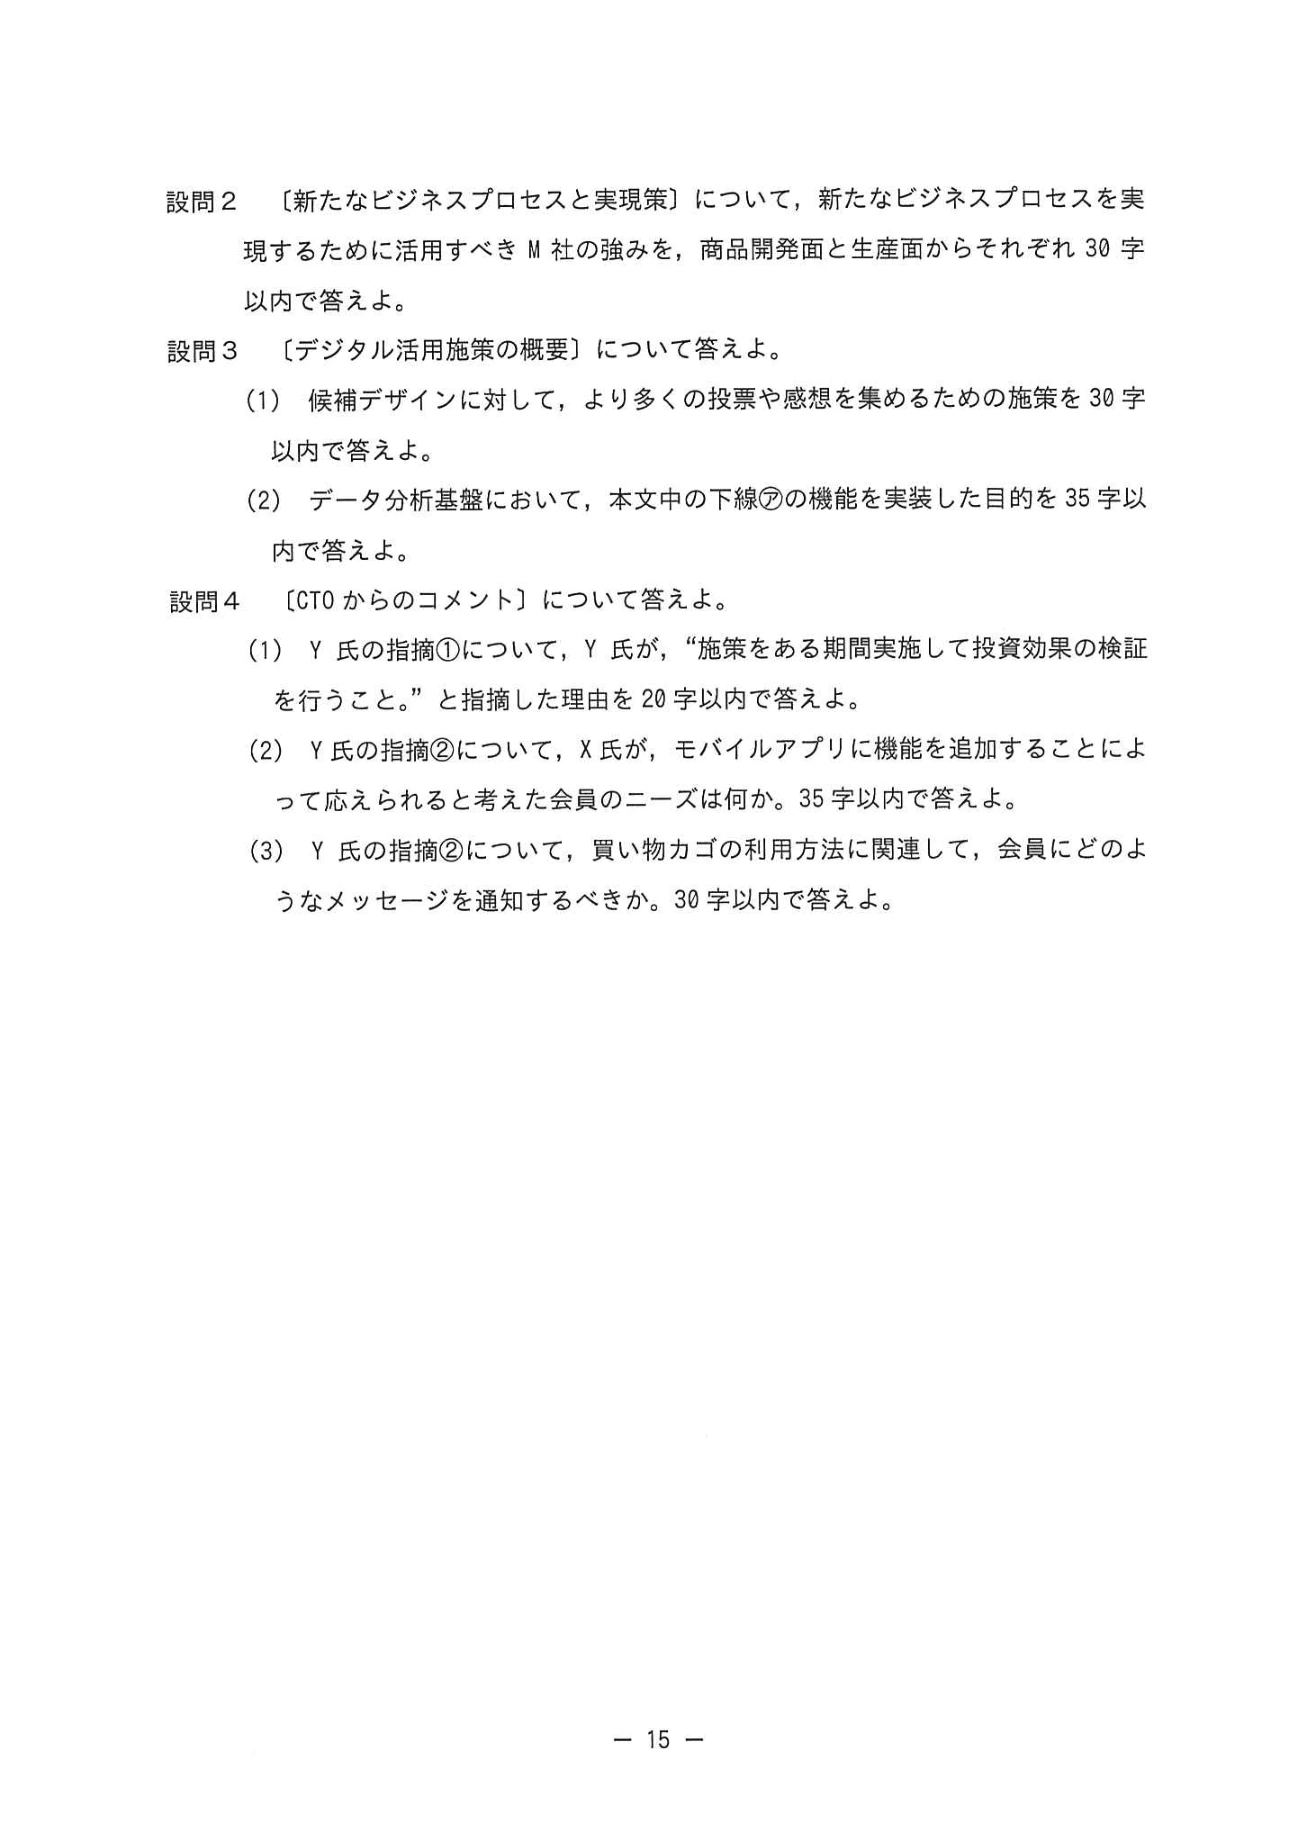 設問２　〔新たなビジネスプロセスと実現策〕について，新たなビジネスプロセスを実
現するために活用すべき M 社の強みを，商品開発面と生産面からそれぞれ 30 字
以内で答えよ。
設問３　〔デジタル活用施策の概要〕について答えよ。
(1)　候補デザインに対して，より多くの投票や感想を集めるための施策を 30 字
以内で答えよ。
(2)　データ分析基盤において，本文中の下線㋐の機能を実装した目的を 35 字以
内で答えよ。
設問４　〔CTO からのコメント〕について答えよ。
(1)　Y 氏の指摘①について，Y 氏が，“施策をある期間実施して投資効果の検証
を行うこと。” と指摘した理由を 20 字以内で答えよ。
(2)　Y 氏の指摘②について，X 氏が，モバイルアプリに機能を追加することによ
って応えられると考えた会員のニーズは何か。35 字以内で答えよ。
(3)　Y 氏の指摘②について，買い物カゴの利用方法に関連して，会員にどのよ
うなメッセージを通知するべきか。30 字以内で答えよ。
－ 15 －